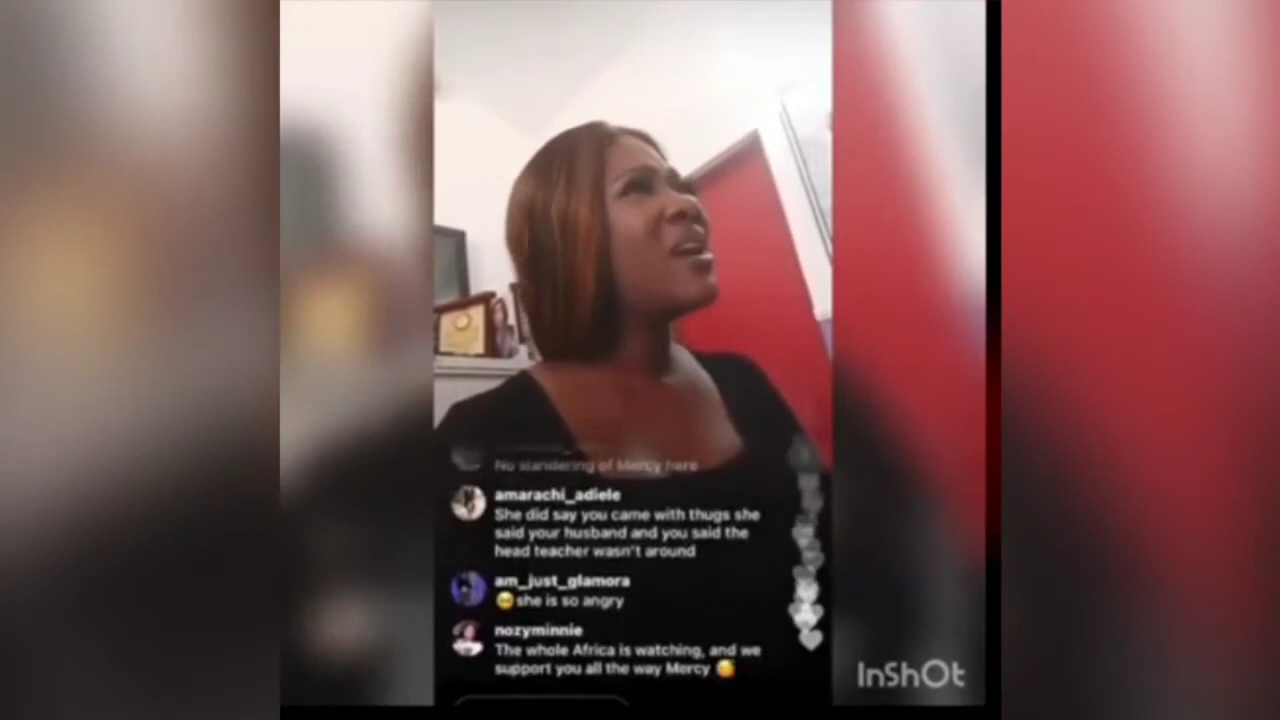 No slandering of Mercy here
amarachi_adiele
She did say you came with thugs she
said your husband and you said the
head teacher wasn't around
am_just_glamora
🥺she is so angry
nozyminnie
The whole Africa is watching, and we
support you all the way Mercy 🥰
InShOt